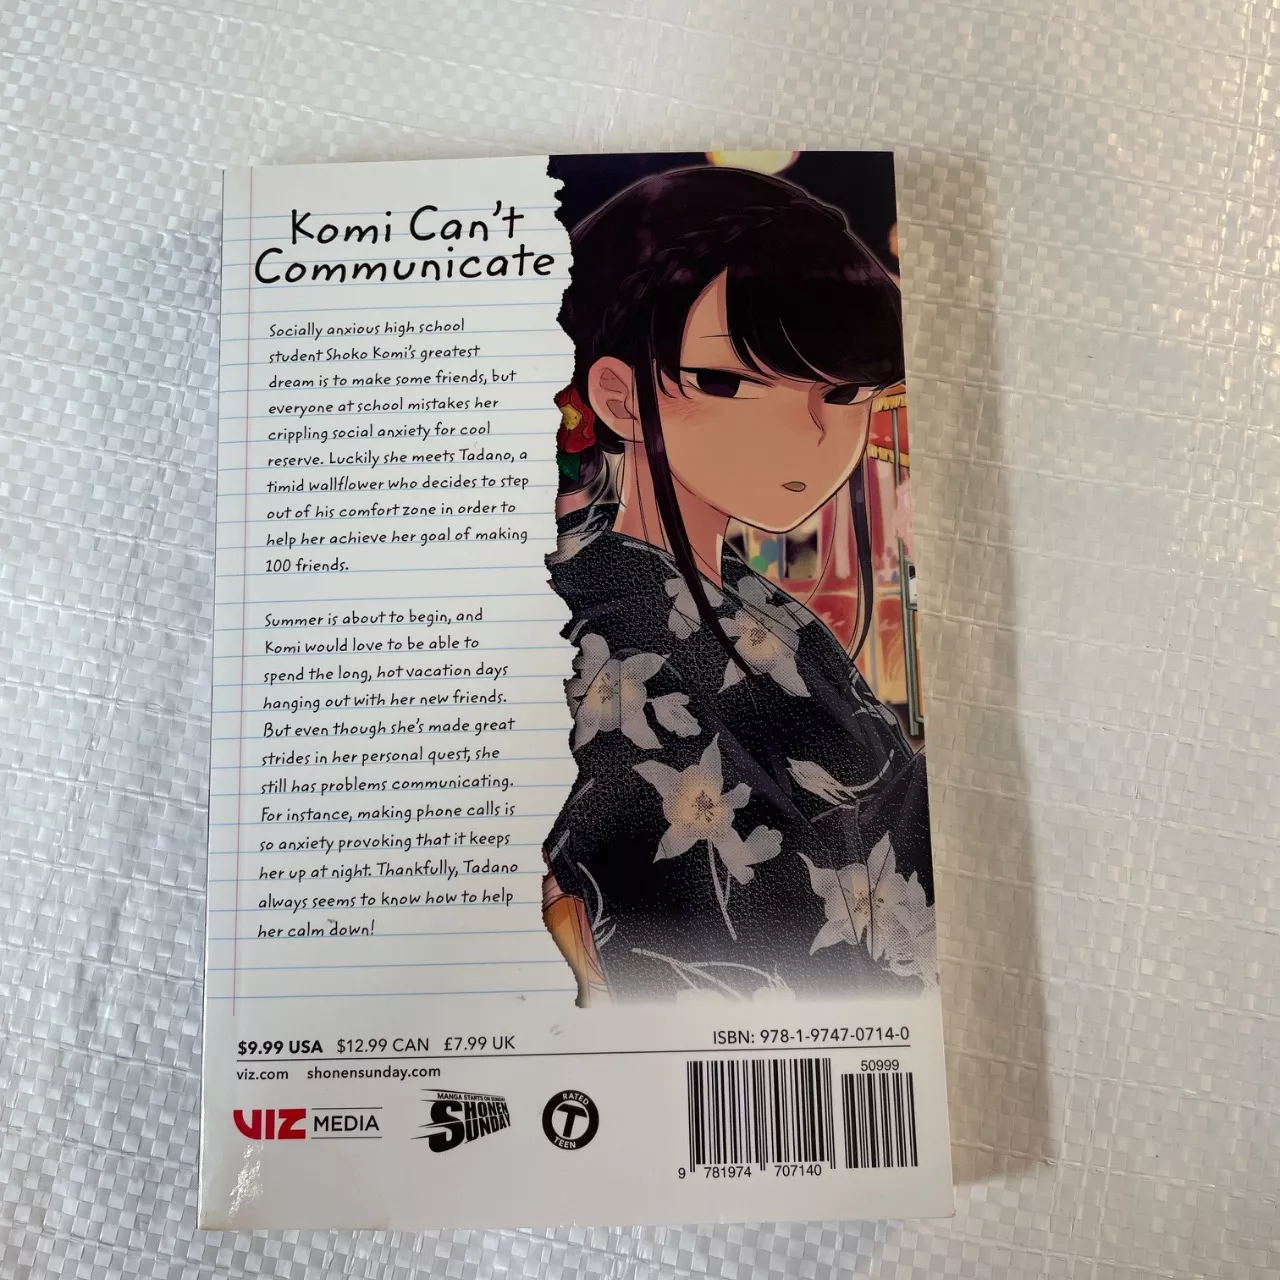 Komi Can't
Communicate
Socially anxious high school
student Shoko Komi's greatest
dream is to make some friends, but
everyone at school mistakes her
crippling social anxiety for cool
reserve. Luckily she meets Tadano, a
timid wallflower who decides to step
out of his comfort zone in order to
help her achieve her goal of making
100 friends.
Summer is about to begin, and
Komi would love to be able to
spend the long, hot vacation days
hanging out with her new friends.
But even though she's made great
strides in her personal quest, she
still has problems communicating.
For instance, making phone calls is
so anxiety provoking that it keeps
her up at night. Thankfully, Tadano
always seems to know how to help
her calm down!
$9.99 USA $12.99 CAN £7.99 UK
ISBN: 978-1-9747-0714-0
viz.com shonensunday.com
50999
VIZ MEDIA
MANGA STARTS ON SUNDAY
SHONEN
SUNDAY
RATED
T
TEEN
9 781974 707140